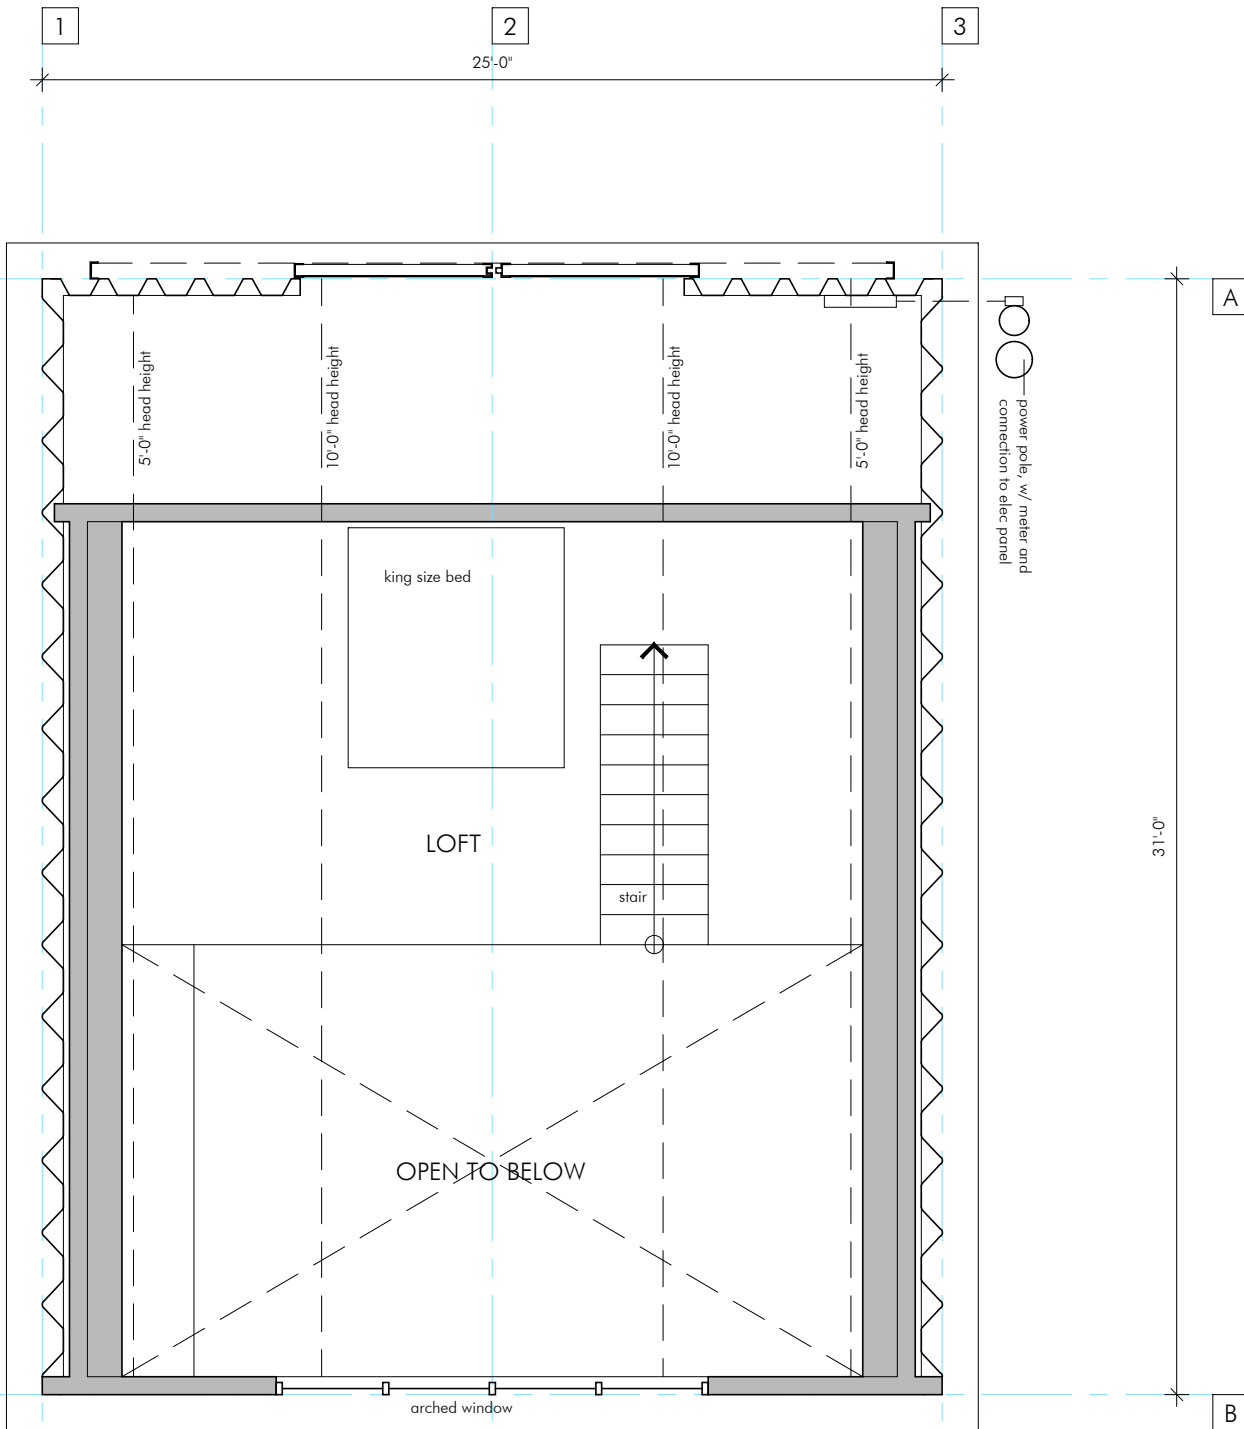 1
2
3
25'-0"
A
5'-0" head height
10'-0" head height
10'-0" head height
5'-0" head height
power pole, w/ meter and
connection to elec panel
king size bed
LOFT
stair
31'-0"
OPEN TO BELOW
arched window
B